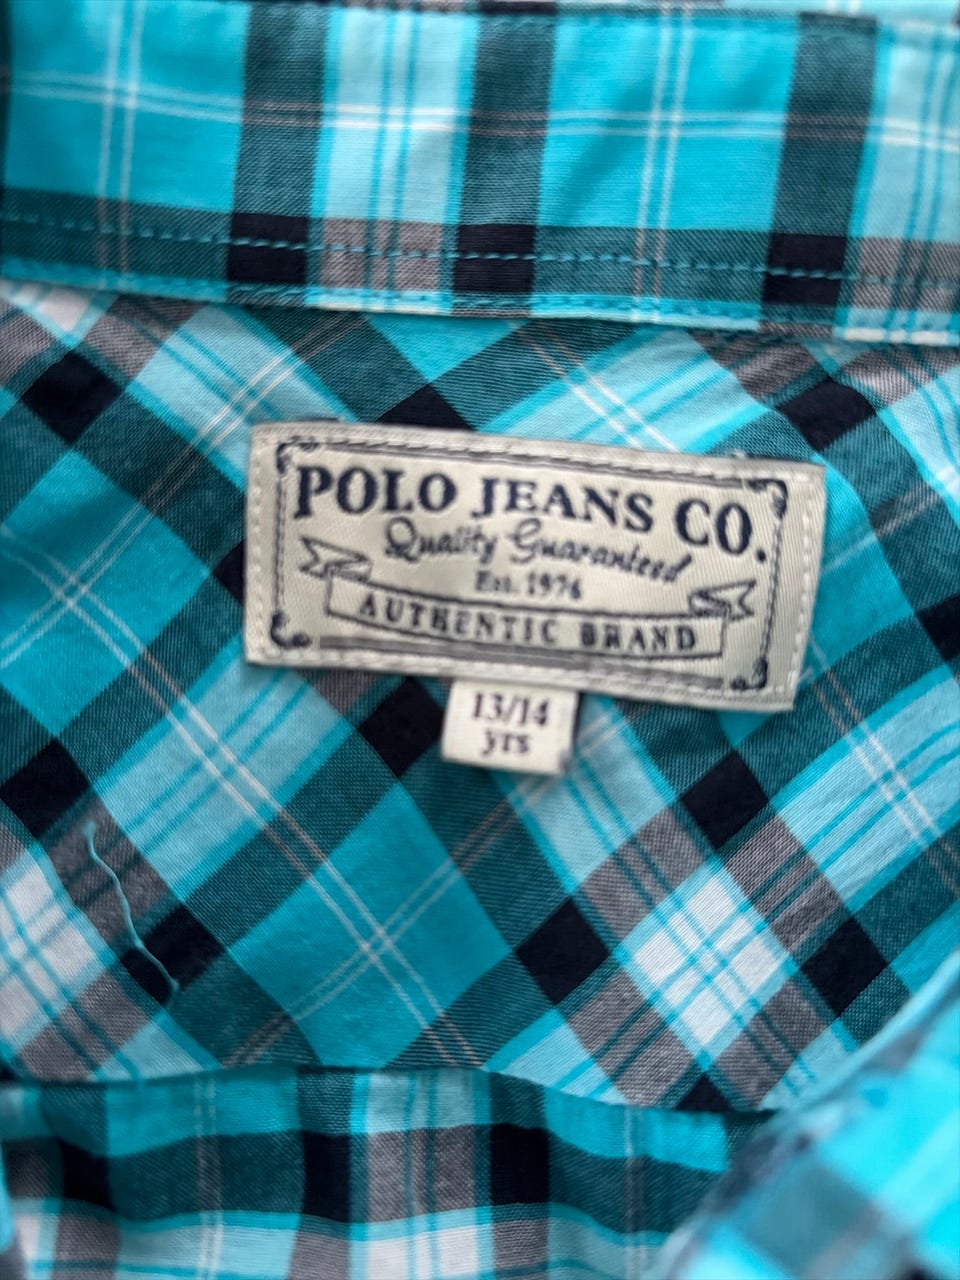 POLO JEANS CO.
Quality Guaranteed
Est. 1976
AUTHENTIC BRAND
13/14
yrs